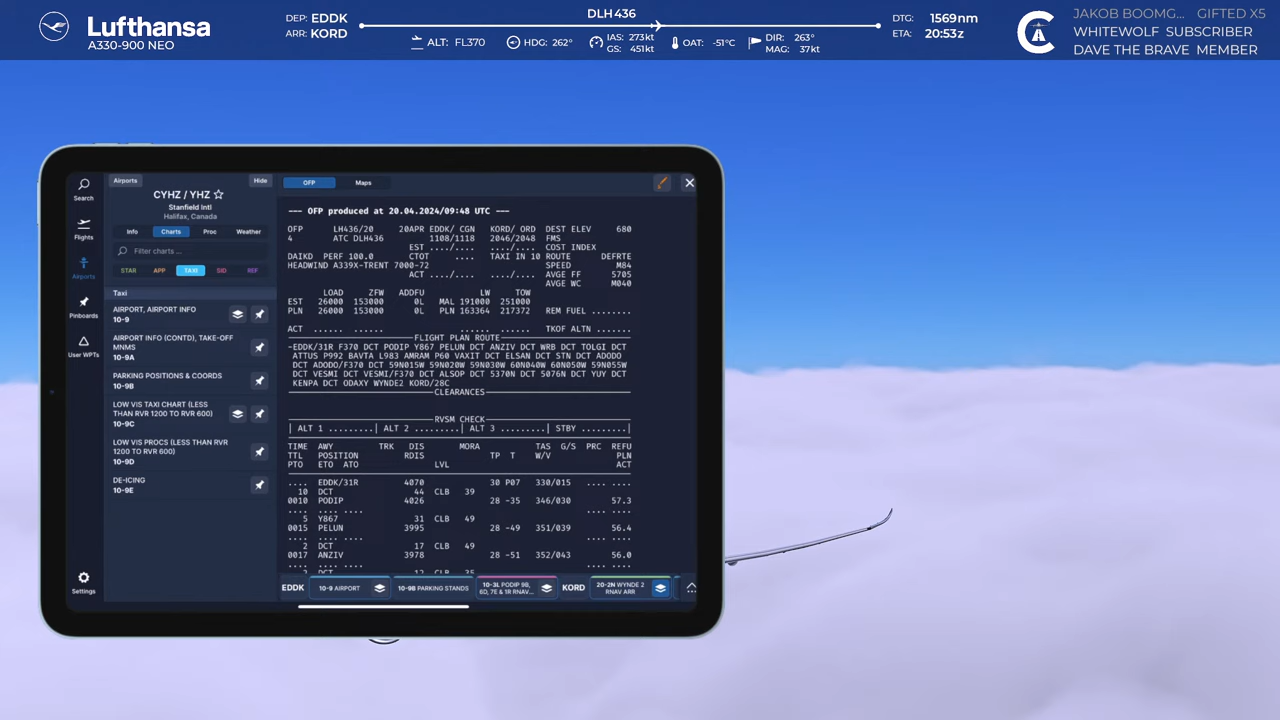 Lufthansa
A330-900 NEO
DEP: EDDK
ARR: KORD
DLH436
ALT: FL370
HDG: 262°
IAS: 273kt
GS: 451kt
OAT: -51°C
DIR: 263°
MAG: 37kt
DTG: 1569nm
ETA: 20:53z
JAKOB BOOMG... GIFTED X5
WHITEWOLF SUBSCRIBER
DAVE THE BRAVE MEMBER
Search
Flights
Airports
Pinboards
User WPTs
Settings
Airports
Hide
CYHZ / YHZ
Stanfield Intl
Halifax, Canada
Info Charts Proc Weather
Filter charts ...
STAR APP TAXI SID REF
Taxi
AIRPORT, AIRPORT INFO
10-9
AIRPORT INFO (CONTD), TAKE-OFF
MNMS
10-9A
PARKING POSITIONS & COORDS
10-9B
LOW VIS TAXI CHART (LESS
THAN RVR 1200 TO RVR 600)
10-9C
LOW VIS PROCS (LESS THAN RVR
1200 TO RVR 600)
10-9D
DE-ICING
10-9E
OFP Maps
--- OFP produced at 20.04.2024/09:48 UTC ---
OFP LH436/20 20APR EDDK/ CGN KORD/ ORD DEST ELEV 680
4 ATC DLH436 1108/1118 2046/2048 FMS
EST ..../.... ..../.... COST INDEX
DAIKD PERF 100.0 CTOT .... TAXI IN 10 ROUTE DEFRTE
HEADWIND A339X-TRENT 7000-72 SPEED M84
ACT ..../.... ..../.... AVGE FF 5705
AVGE WC M040
LOAD ZFW ADDFU LW TOW
EST 26000 153000 0L MAL 191000 251000
PLN 26000 153000 0L PLN 163364 217372 REM FUEL ........
ACT ...... ...... ...... ...... TKOF ALTN .......
FLIGHT PLAN ROUTE
~EDDK/31R F370 DCT PODIP Y867 PELUN DCT ANZIV DCT WRB DCT TOLGI DCT
ATTUS P992 BAVTA L983 AMRAM P60 VAXIT DCT ELSAN DCT STN DCT ADODO
DCT ADODO/F370 DCT 59N015W 59N020W 59N030W 60N040W 60N050W 59N055W
DCT VESMI DCT VESMI/F370 DCT ALSOP DCT 5370N DCT 5076N DCT YUY DCT
KENPA DCT ODAXY WYNDE2 KORD/28C
CLEARANCES
RVSM CHECK
| ALT 1 .........| ALT 2 .........| ALT 3 .........| STBY .........|
TIME AWY TRK DIS MORA TAS G/S PRC REFU
TTL POSITION RDIS TP T W/V PLN
PTO ETO ATO LVL ACT
.... EDDK/31R 4070 30 P07 330/015 .... ....
10 DCT 44 CLB 39
0010 PODIP 4026 28 -35 346/030 57.3
.... .... .... .... ....
5 Y867 31 CLB 49
0015 PELUN 3995 28 -49 351/039 56.4
.... .... .... .... ....
2 DCT 17 CLB 49
0017 ANZIV 3978 28 -51 352/043 56.0
.... .... .... .... ....
EDDK 10-9 AIRPORT 10-9B PARKING STANDS 10-3L PODIP 9B,
6D, 7E & 1R RNAV... KORD 20-2N WYNDE 2
RNAV ARR